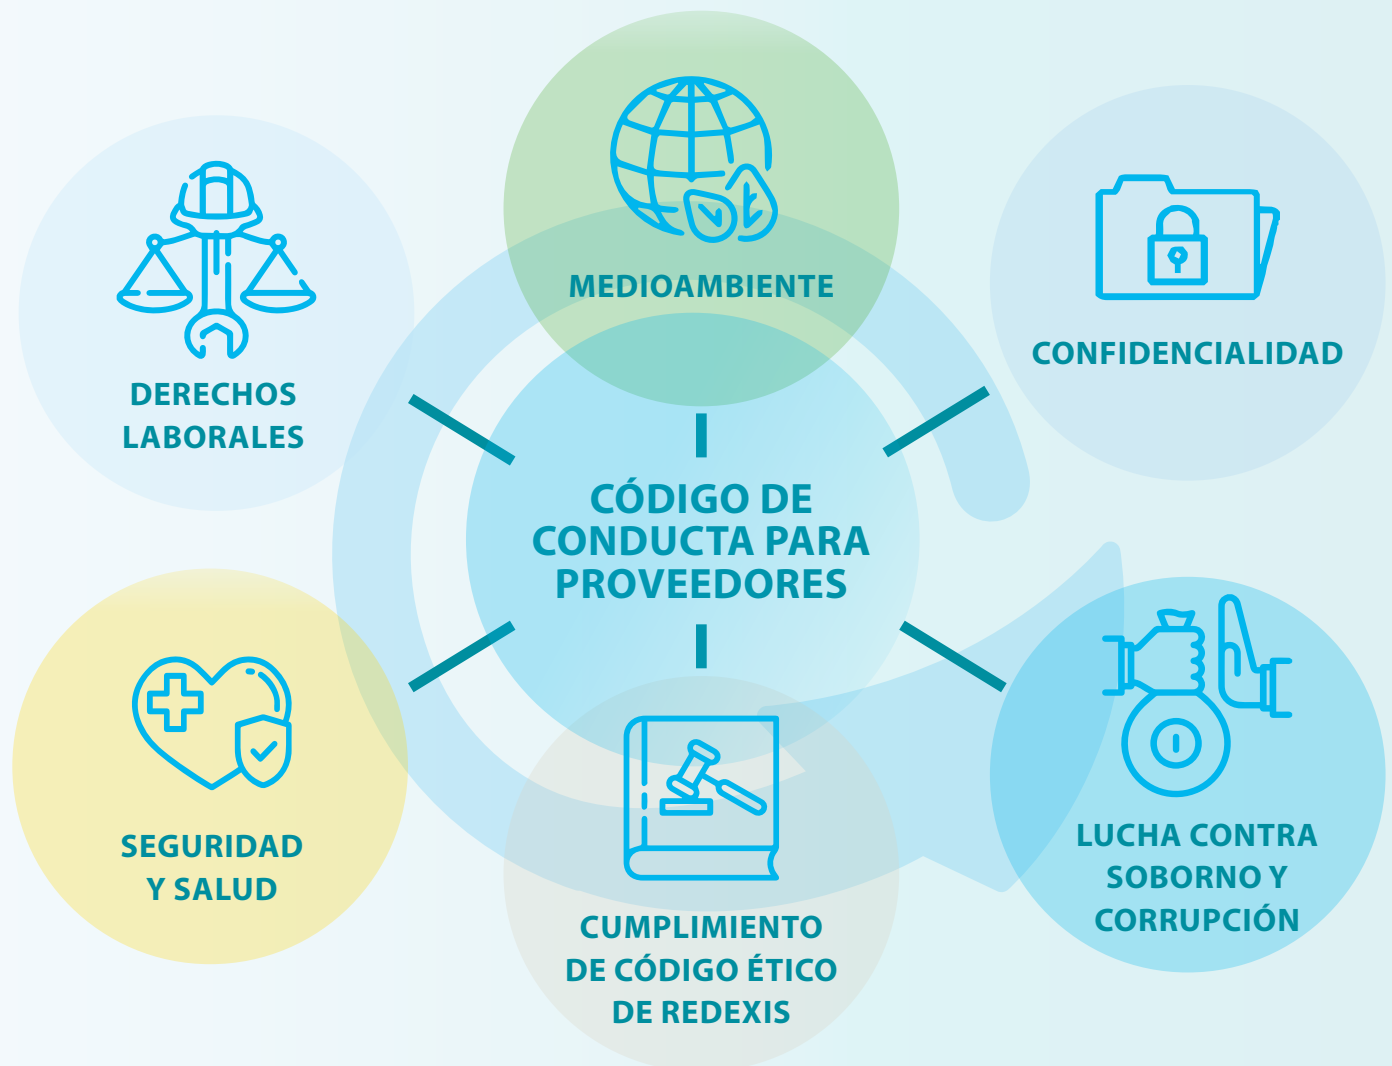 MEDIOAMBIENTE
CONFIDENCIALIDAD
DERECHOS
LABORALES
CÓDIGO DE
CONDUCTA PARA
PROVEEDORES
SEGURIDAD
Y SALUD
LUCHA CONTRA
SOBORNO Y
CORRUPCIÓN
CUMPLIMIENTO
DE CÓDIGO ÉTICO
DE REDEXIS